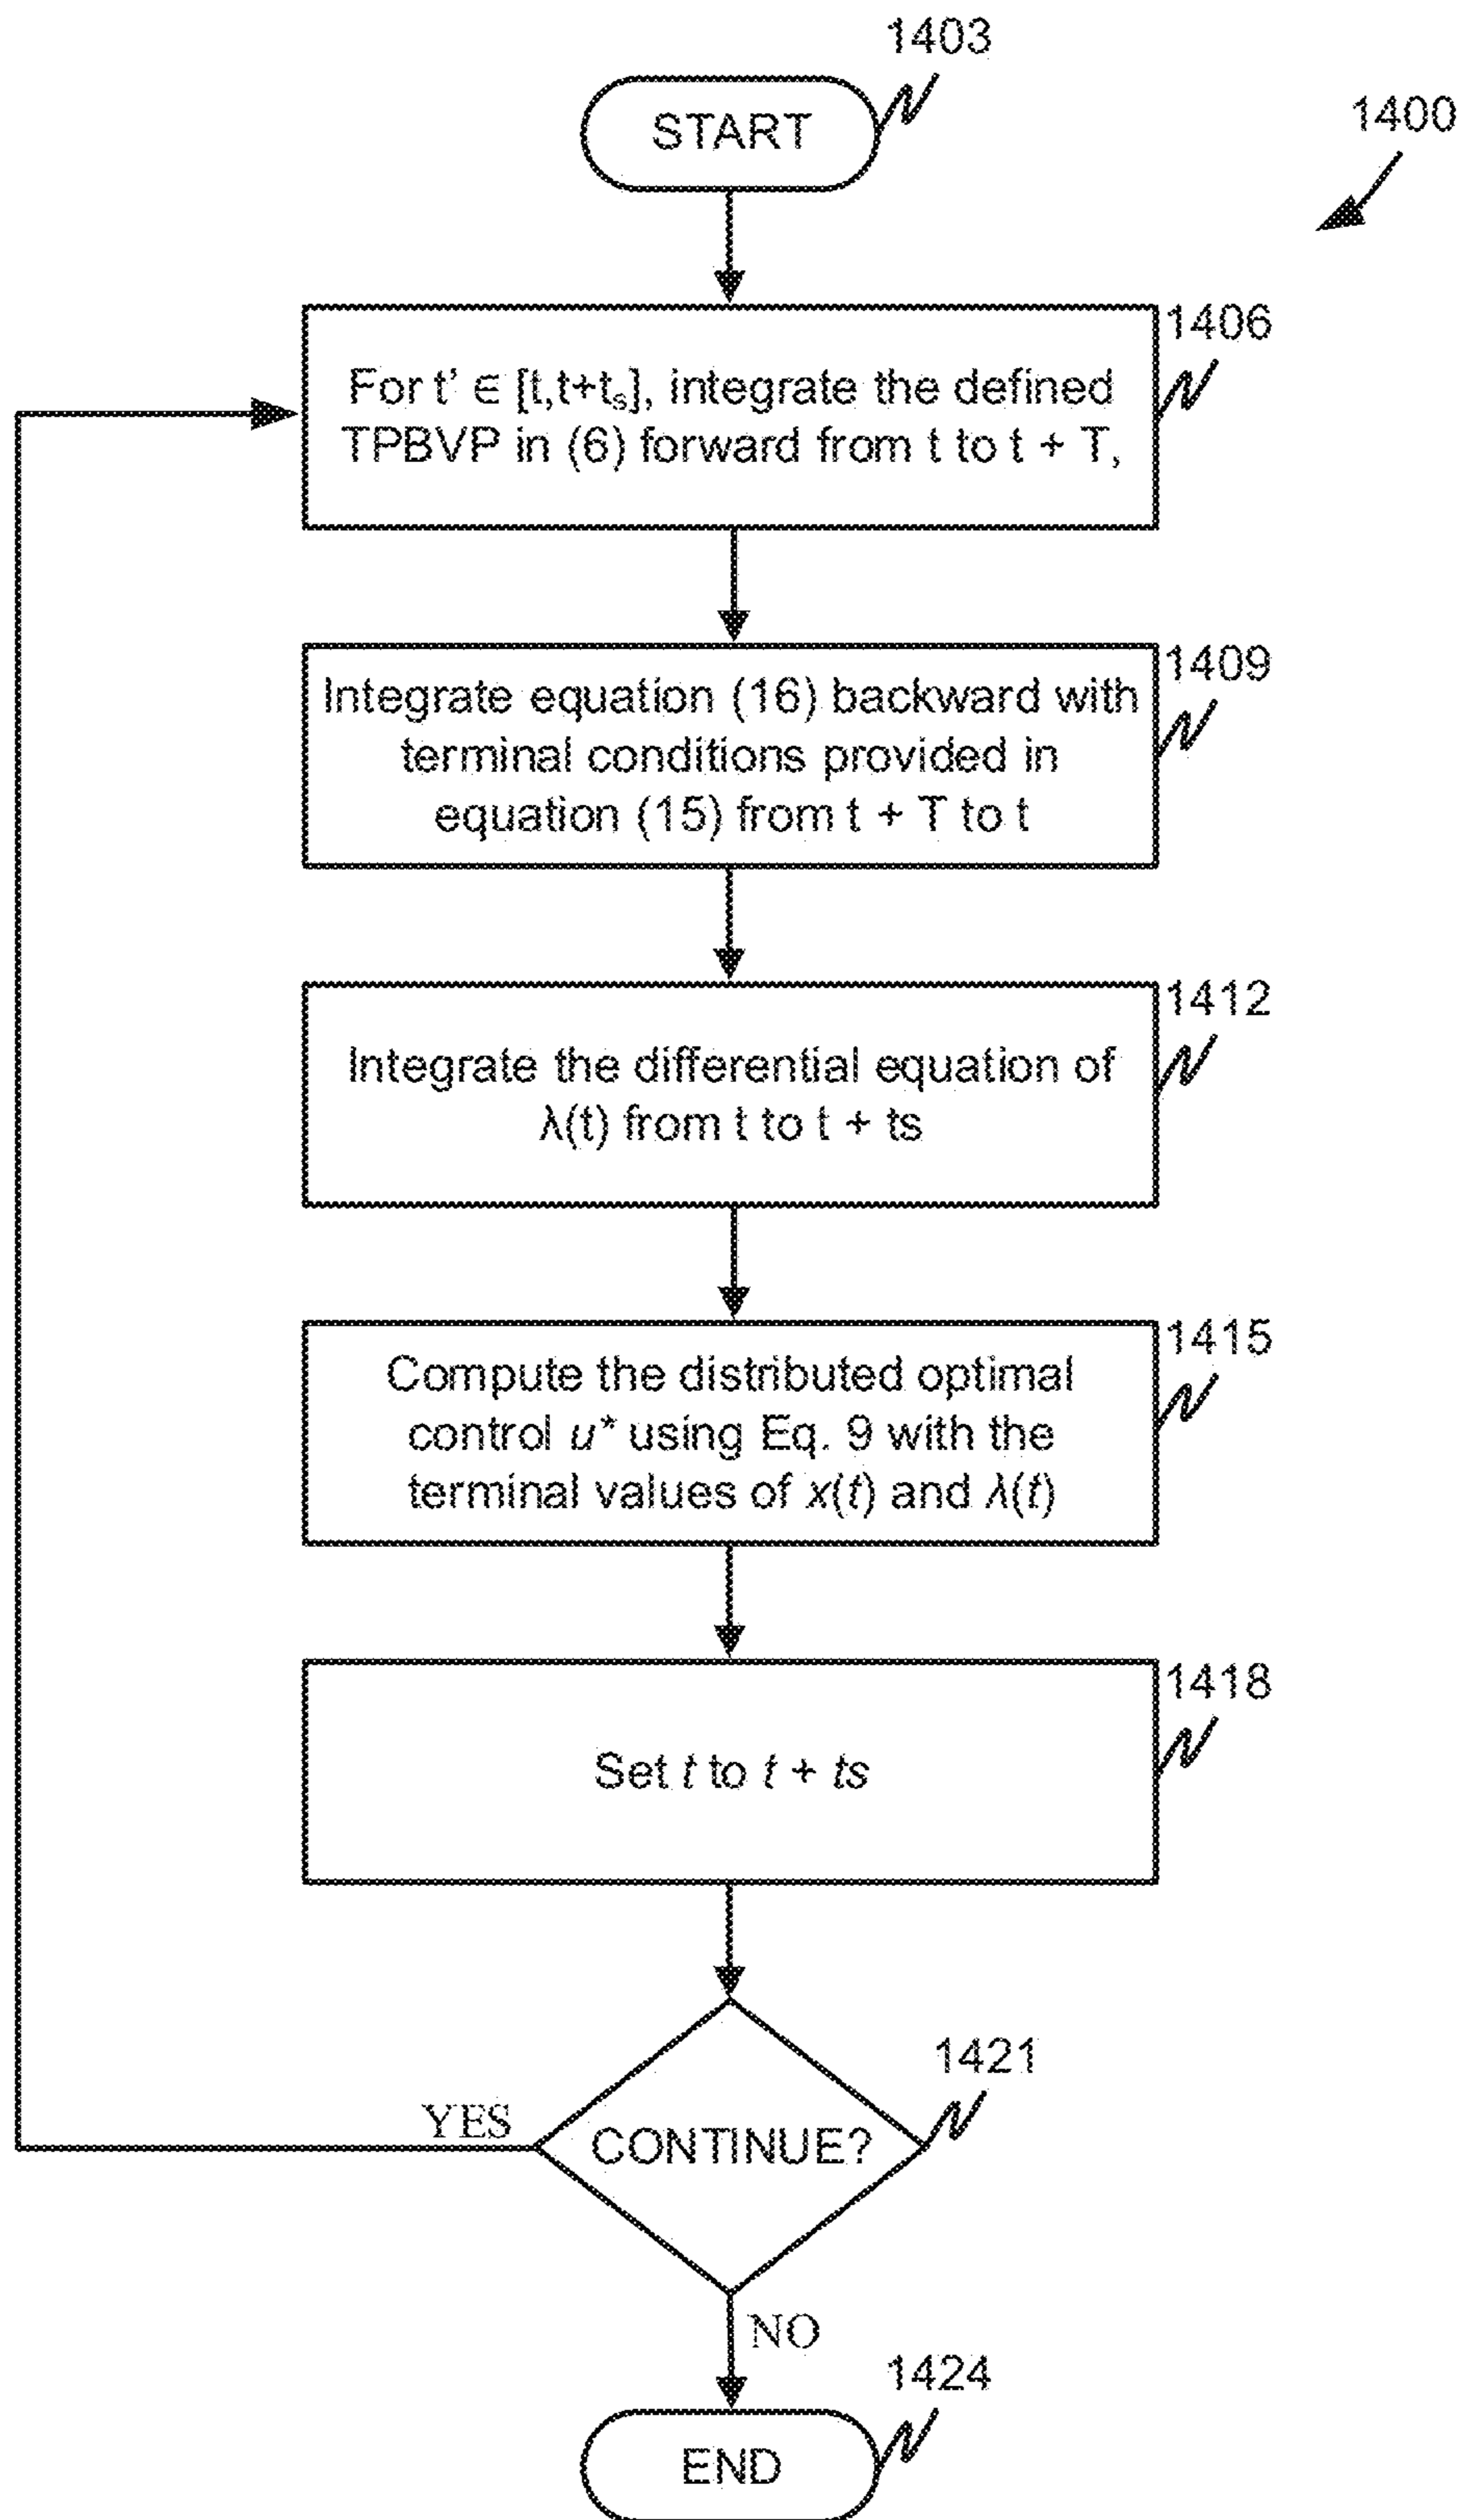 1403
START
1400
1406
For t' ∈ [t,t+ts], integrate the defined
TPBVP in (6) forward from t to t + T,
1409
Integrate equation (16) backward with
terminal conditions provided in
equation (15) from t + T to t
1412
Integrate the differential equation of
λ(t) from t to t + ts
1415
Compute the distributed optimal
control u* using Eq. 9 with the
terminal values of x(t) and λ(t)
1418
Set t to t + ts
1421
YES
CONTINUE?
NO
1424
END